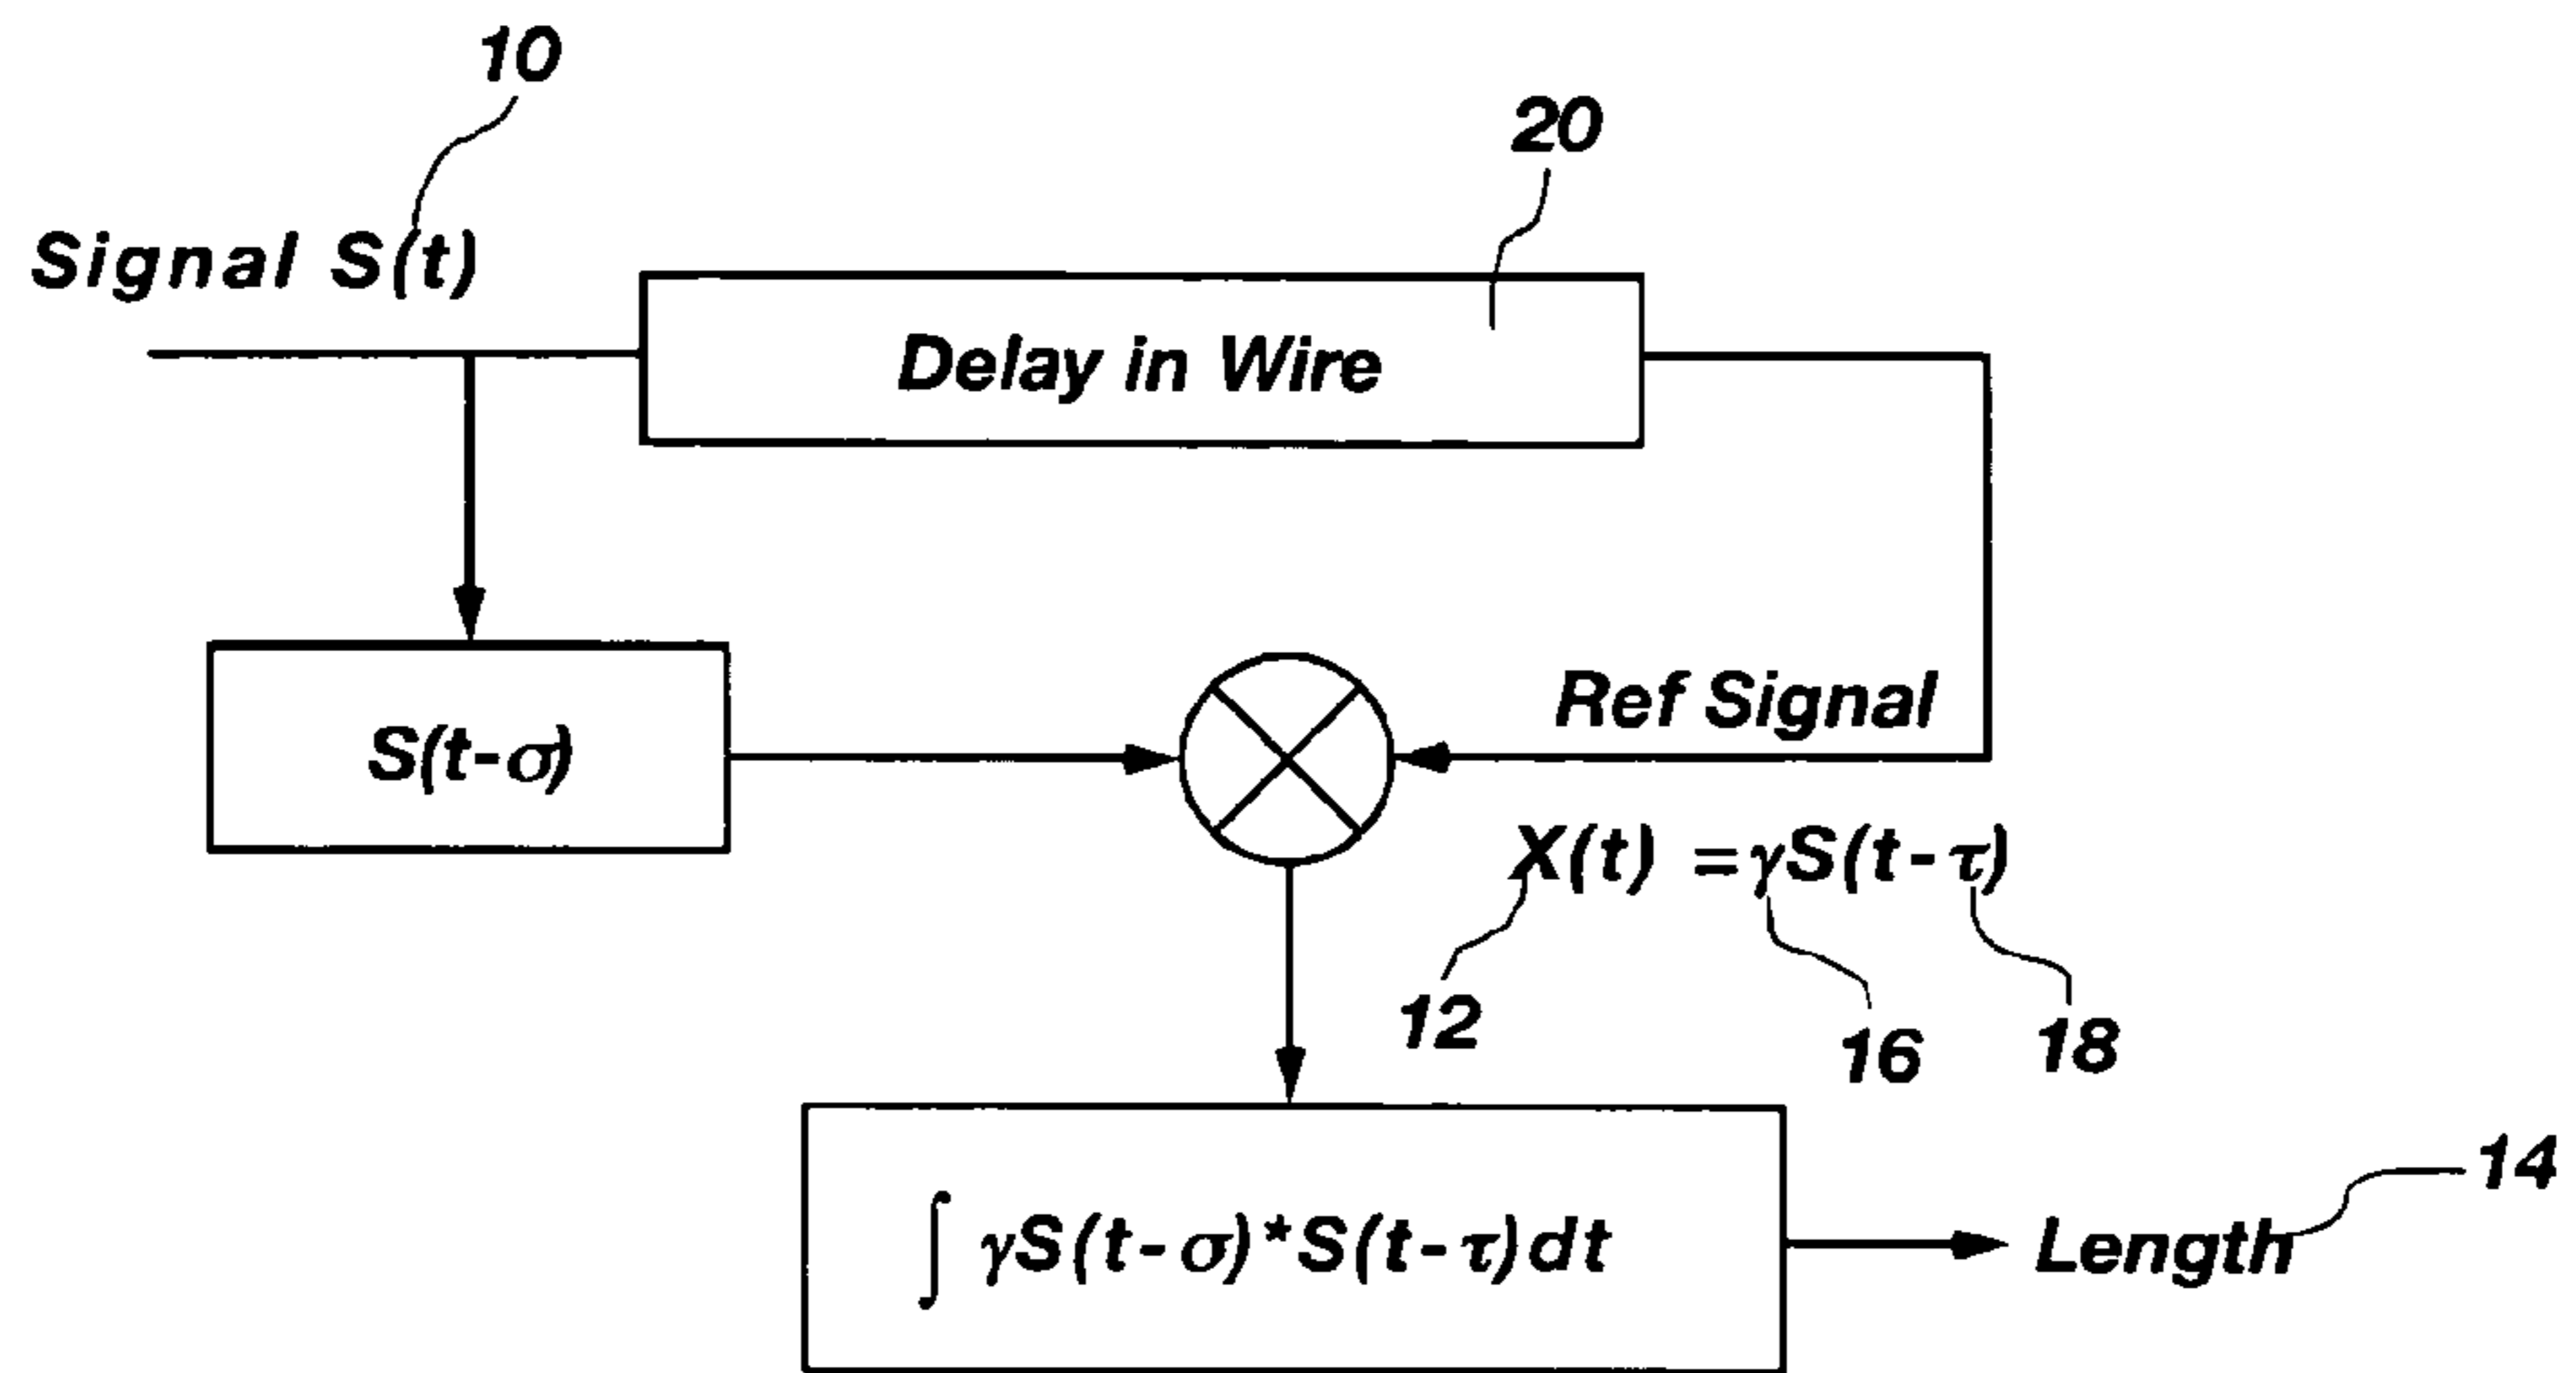 10
20
Signal S(t)
Delay in Wire
Ref Signal
S(t-σ)
X(t) = γS(t-τ)
12
16
18
14
∫ γS(t-σ)*S(t-τ)dt
Length